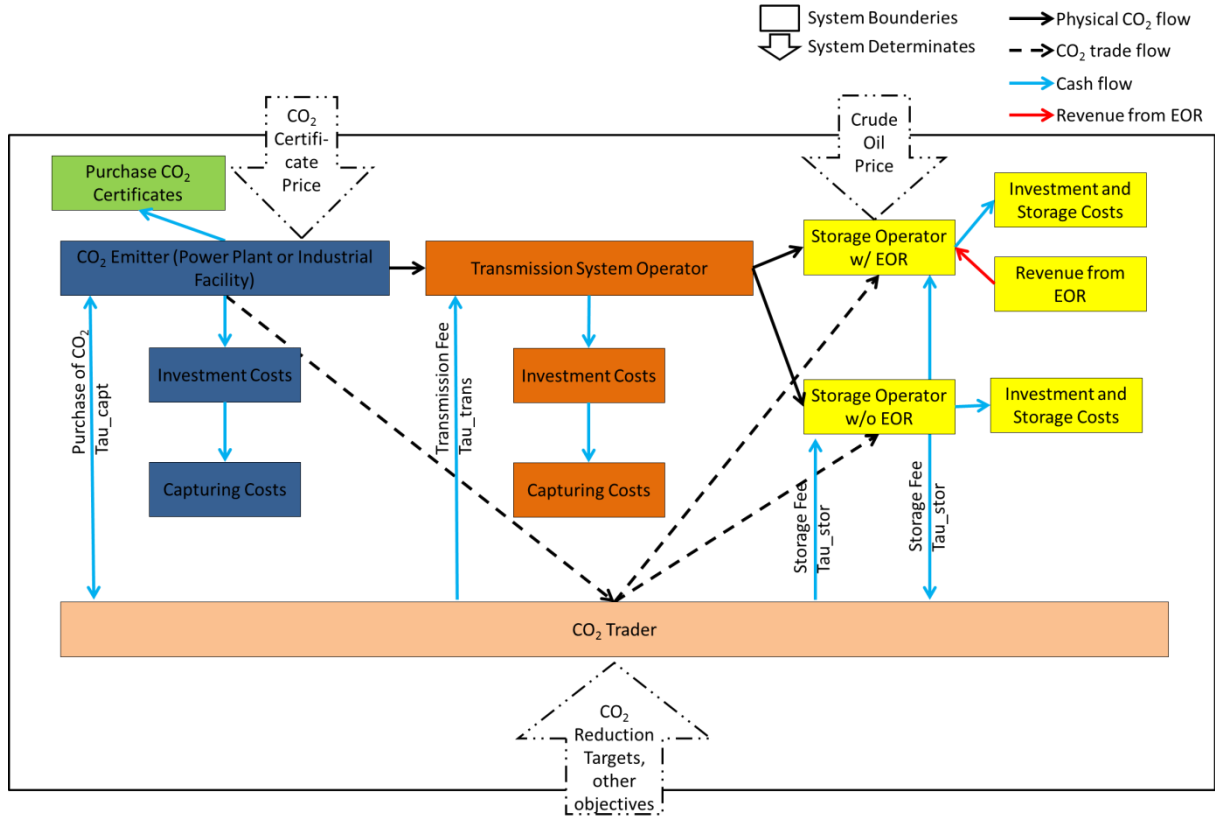 System Bounderies
System Determinates
Physical CO₂ flow
CO₂ trade flow
Cash flow
Revenue from EOR
CO₂
Certifi-
cate
Price
Crude
Oil
Price
Purchase CO₂
Certificates
CO₂ Emitter (Power Plant or Industrial
Facility)
Transmission System Operator
Storage Operator
w/ EOR
Investment and
Storage Costs
Revenue from
EOR
Purchase of CO₂
Tau_capt
Investment Costs
Capturing Costs
Transmission Fee
Tau_trans
Investment Costs
Capturing Costs
Storage Operator
w/o EOR
Investment and
Storage Costs
Storage Fee
Tau_stor
Storage Fee
Tau_stor
CO₂ Trader
CO₂
Reduction
Targets,
other
objectives